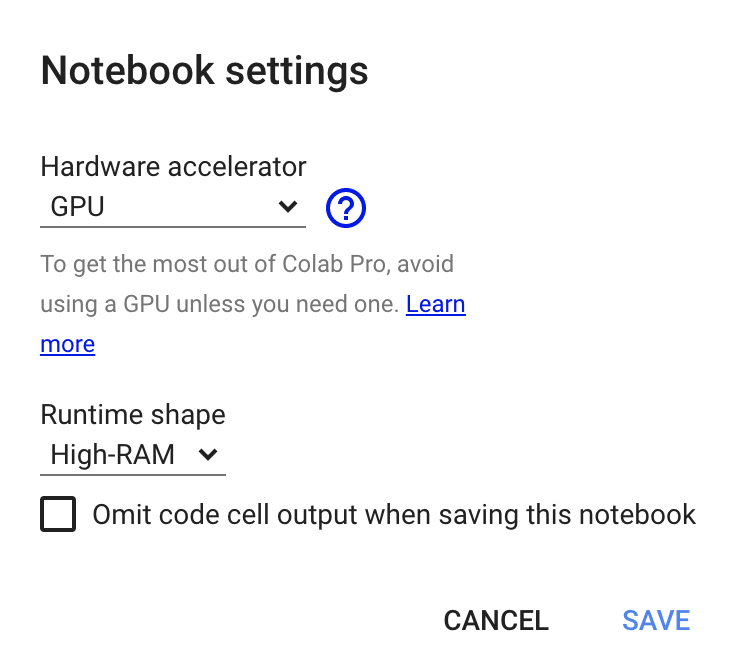 Notebook settings
Hardware accelerator
GPU
?
To get the most out of Colab Pro, avoid
using a GPU unless you need one. Learn
more
Runtime shape
High-RAM
Omit code cell output when saving this notebook
CANCEL SAVE